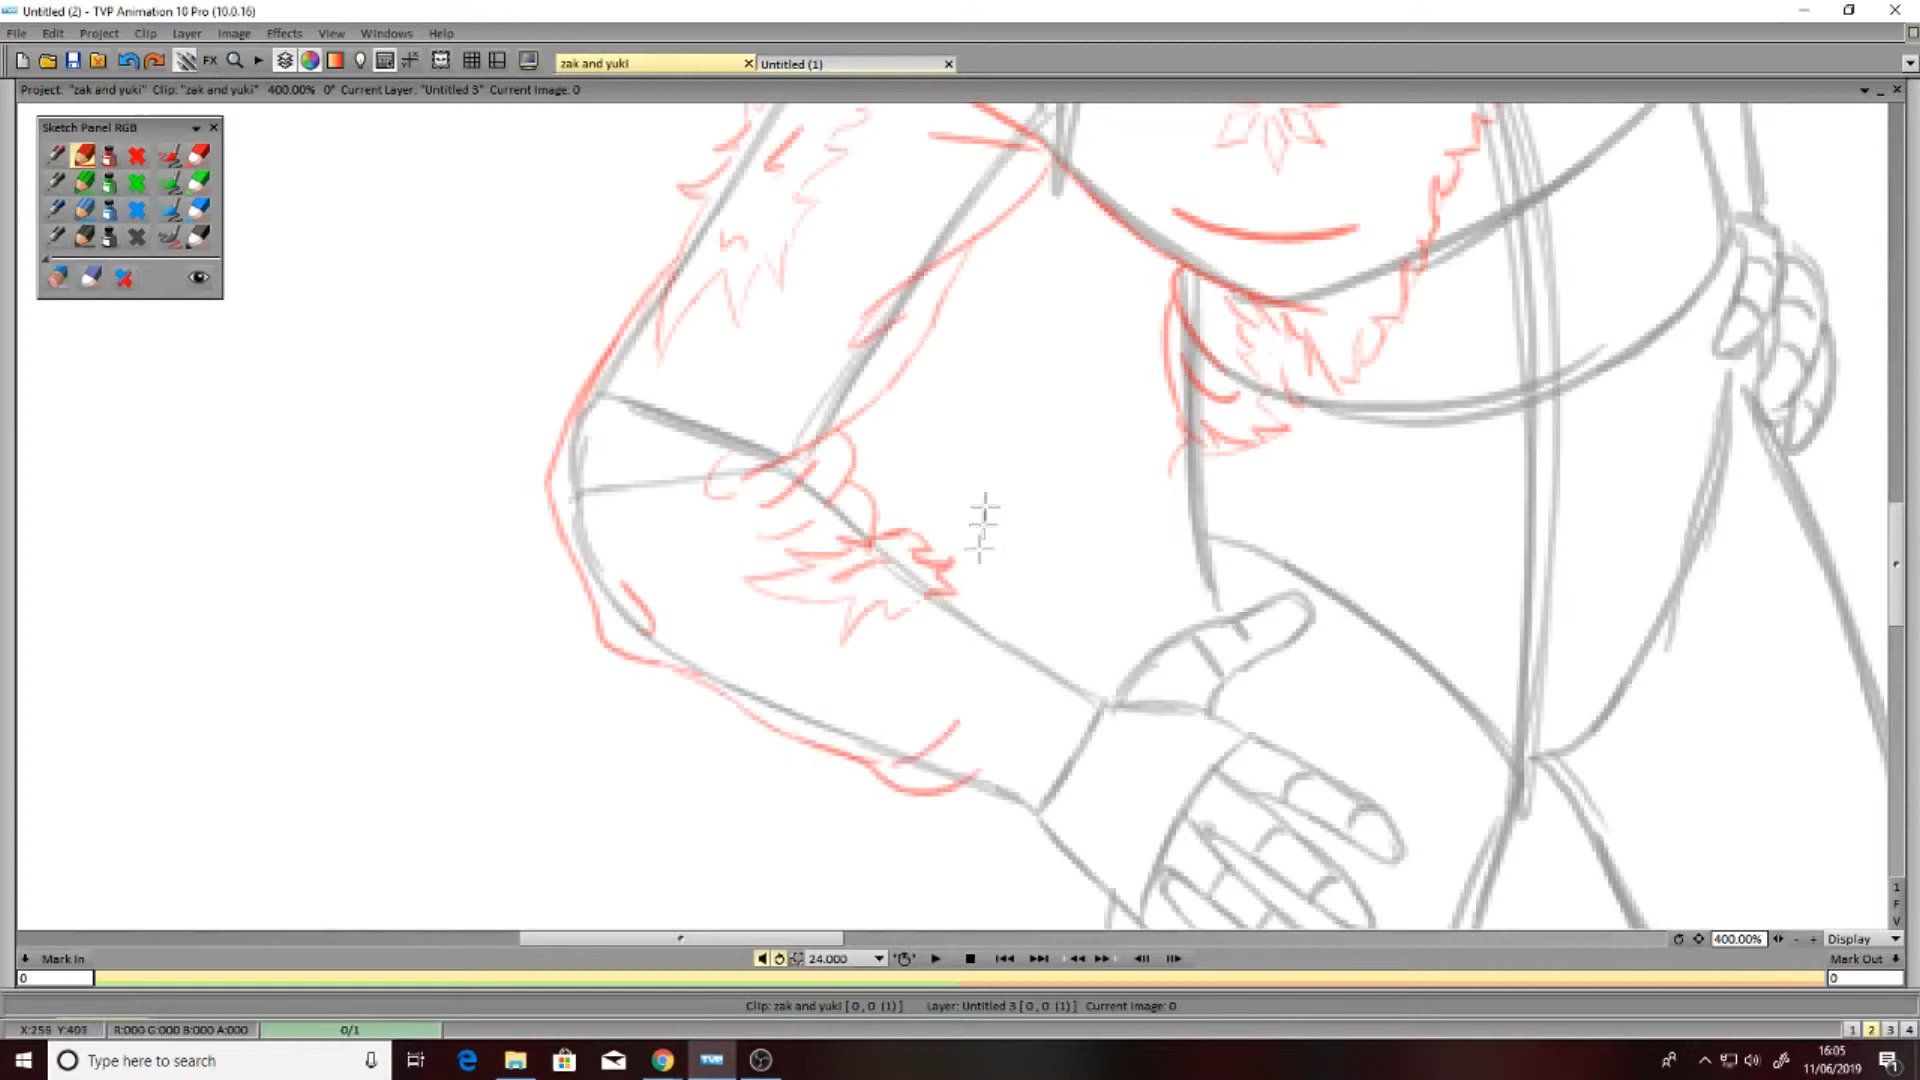 Untitled (2) - TVP Animation 10 Pro (10.0.16)
File Edit Project Clip Layer Image Effects View Windows Help
FX zak and yuki Untitled (1)
Project: "zak and yuki" Clip: "zak and yuki" 400.00% 0° Current Layer: "Untitled 3" Current Image: 0
Sketch Panel RGB
1
F
V
400.00% - + Display
Mark In 24.000 Mark Out
0 0
Clip: zak and yuki [ 0 , 0 (1) ] Layer: Untitled 3 [ 0 , 0 (1) ] Current Image: 0
X:259 Y:403 R:000 G:000 B:000 A:000 0/1 1 2 3 4
Type here to search TVP 16:05
11/06/2019